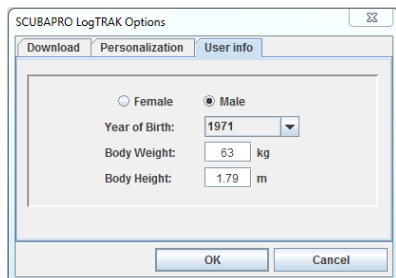 SCUBAPRO LogTRAK Options
Download Personalization User info
Female Male
Year of Birth: 1971
Body Weight: 63 kg
Body Height: 1.79 m
OK Cancel